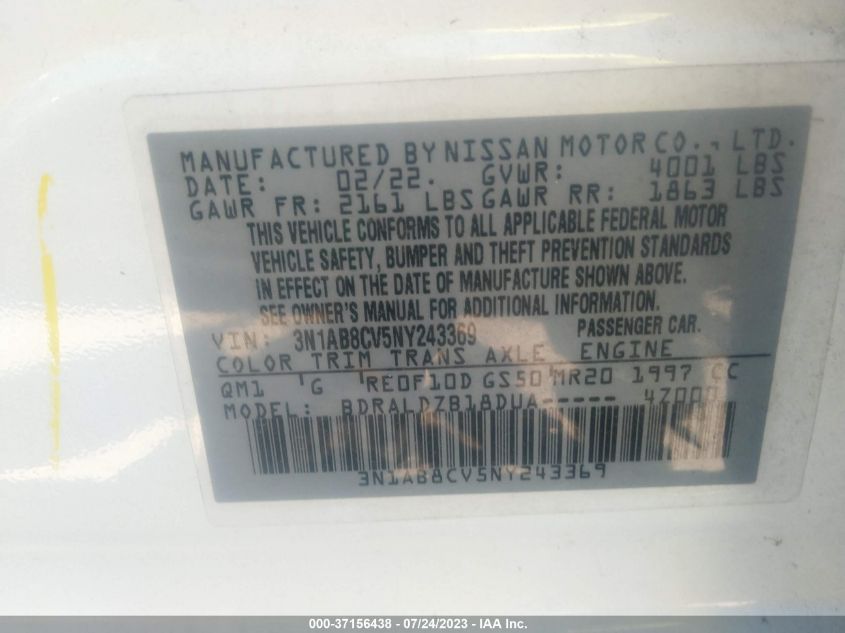 MANUFACTURED BY NISSAN MOTOR CO., LTD.
DATE: 02/22. GVWR: 4001 LBS
GAWR FR: 2161 LBS GAWR RR: 1863 LBS
THIS VEHICLE CONFORMS TO ALL APPLICABLE FEDERAL MOTOR
VEHICLE SAFETY, BUMPER AND THEFT PREVENTION STANDARDS
IN EFFECT ON THE DATE OF MANUFACTURE SHOWN ABOVE.
SEE OWNER'S MANUAL FOR ADDITIONAL INFORMATION.
VIN: 3N1AB8CV5NY243369 PASSENGER CAR.
COLOR TRIM TRANS AXLE ENGINE
QM1 G RE0F10D GS50 MR20 1997 CC
MODEL: BDRALDZB18DUA-----
3N1AB8CV5NY243369
000-37156438 - 07/24/2023 - IAA Inc.